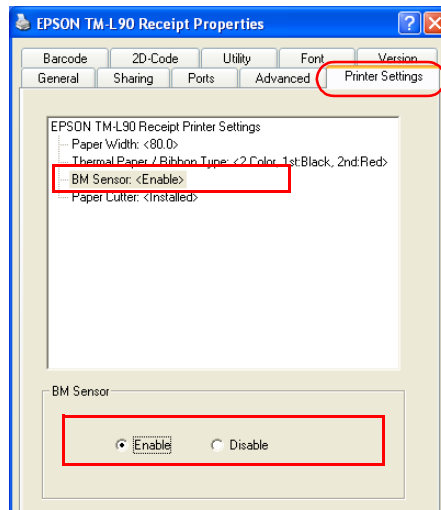 EPSON TM-L90 Receipt Properties
Barcode 2D-Code Utility Font Version
General Sharing Ports Advanced Printer Settings
EPSON TM-L90 Receipt Printer Settings
Paper Width: <80.0>
Thermal Paper / Ribbon Type: <2 Color, 1st:Black, 2nd:Red>
BM Sensor: <Enable>
Paper Cutter: <Installed>
BM Sensor
Enable Disable